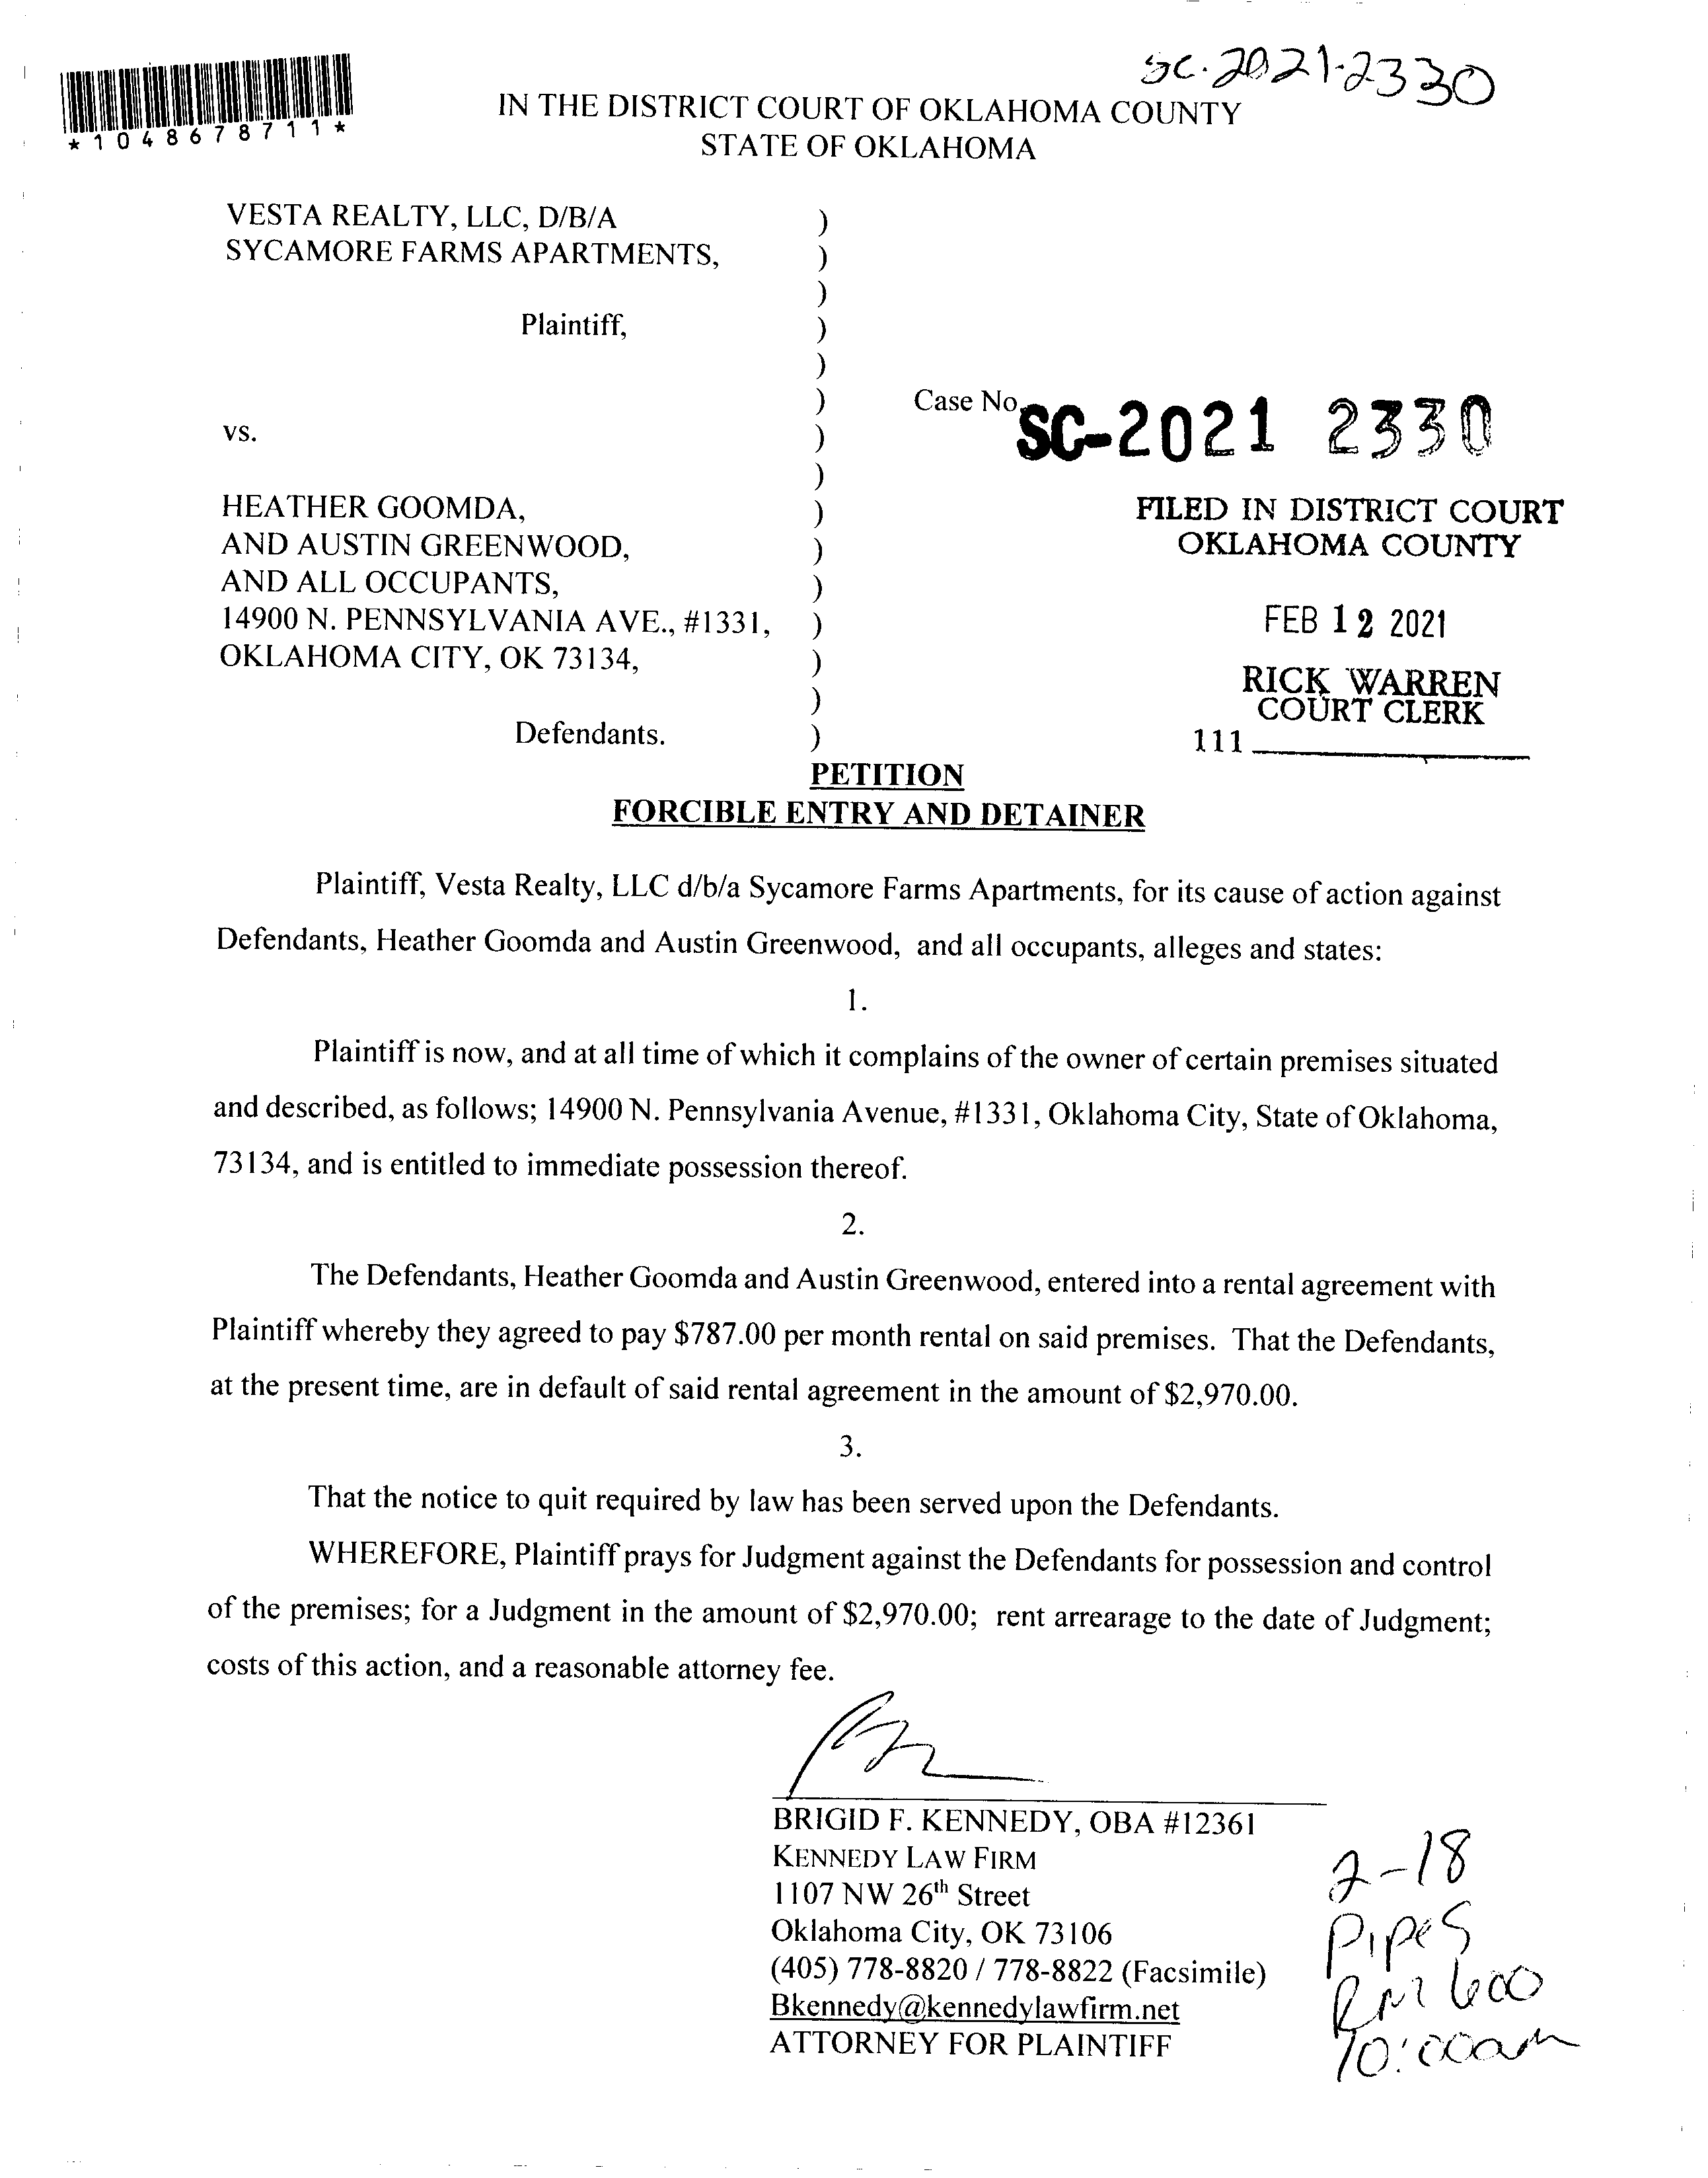 SC-2021-2330
*1048678711*
IN THE DISTRICT COURT OF OKLAHOMA COUNTY
STATE OF OKLAHOMA
VESTA REALTY, LLC, D/B/A )
SYCAMORE FARMS APARTMENTS, )
)
Plaintiff, )
)
) Case No. SC-2021 2330
vs. )
)
HEATHER GOOMDA, ) FILED IN DISTRICT COURT
AND AUSTIN GREENWOOD, ) OKLAHOMA COUNTY
AND ALL OCCUPANTS, )
14900 N. PENNSYLVANIA AVE., #1331, ) FEB 12 2021
OKLAHOMA CITY, OK 73134, )
) RICK WARREN
COURT CLERK
Defendants. ) 111
PETITION
FORCIBLE ENTRY AND DETAINER
Plaintiff, Vesta Realty, LLC d/b/a Sycamore Farms Apartments, for its cause of action against
Defendants, Heather Goomda and Austin Greenwood, and all occupants, alleges and states:
1.
Plaintiff is now, and at all time of which it complains of the owner of certain premises situated
and described, as follows; 14900 N. Pennsylvania Avenue, #1331, Oklahoma City, State of Oklahoma,
73134, and is entitled to immediate possession thereof.
2.
The Defendants, Heather Goomda and Austin Greenwood, entered into a rental agreement with
Plaintiff whereby they agreed to pay $787.00 per month rental on said premises. That the Defendants,
at the present time, are in default of said rental agreement in the amount of $2,970.00.
3.
That the notice to quit required by law has been served upon the Defendants.
WHEREFORE, Plaintiff prays for Judgment against the Defendants for possession and control
of the premises; for a Judgment in the amount of $2,970.00; rent arrearage to the date of Judgment;
costs of this action, and a reasonable attorney fee.
BRIGID F. KENNEDY, OBA #12361
KENNEDY LAW FIRM
1107 NW 26th Street
Oklahoma City, OK 73106
(405) 778-8820 / 778-8822 (Facsimile)
Bkennedy@kennedylawfirm.net
ATTORNEY FOR PLAINTIFF
2-18
Pipes
RM 600
10:00am